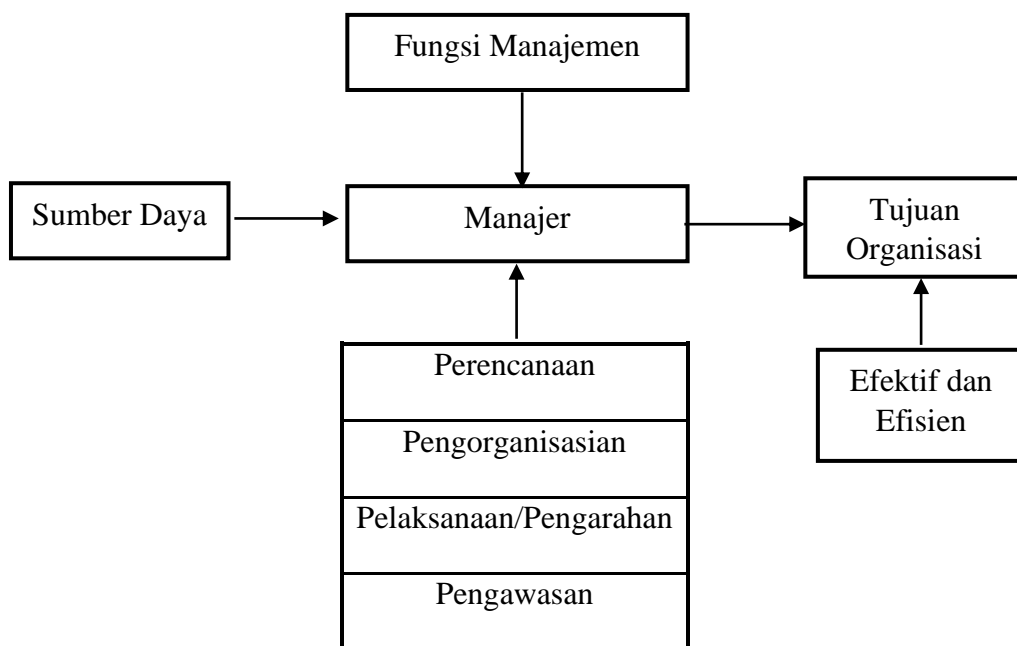 Fungsi Manajemen
Sumber Daya
Manajer
Tujuan
Organisasi
Perencanaan
Pengorganisasian
Pelaksanaan/Pengarahan
Pengawasan
Efektif dan
Efisien